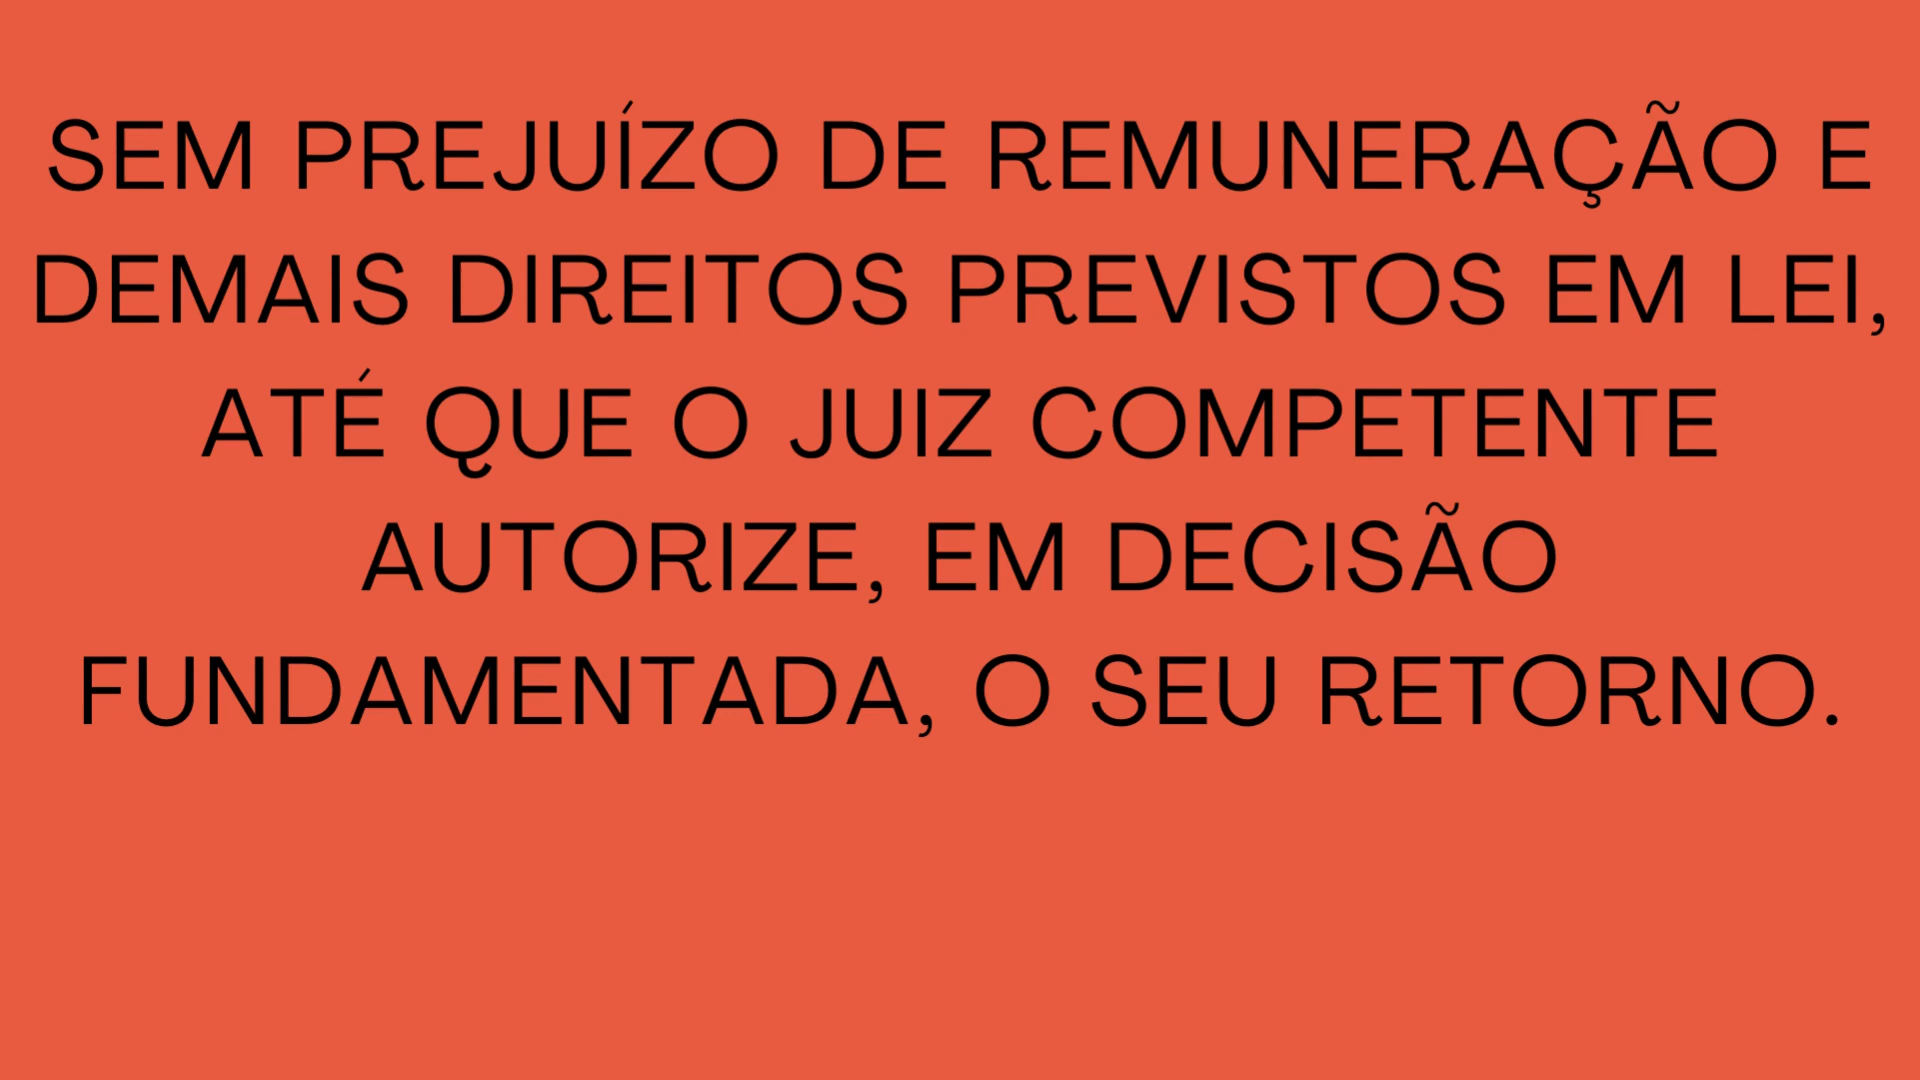 SEM PREJUÍZO DE REMUNERAÇÃO E
DEMAIS DIREITOS PREVISTOS EM LEI,
ATÉ QUE O JUIZ COMPETENTE
AUTORIZE, EM DECISÃO
FUNDAMENTADA, O SEU RETORNO.